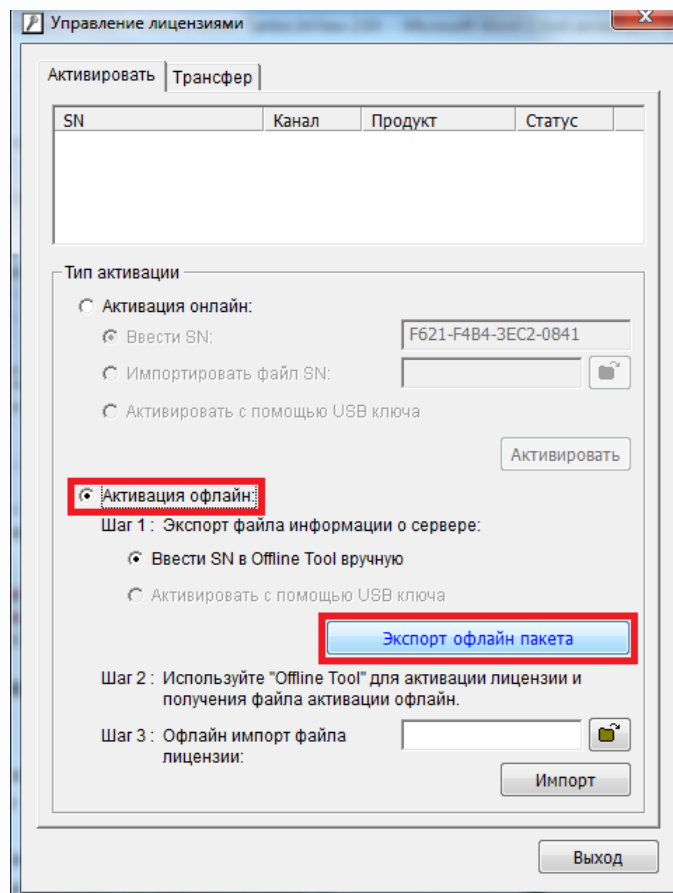 Управление лицензиями
Активировать Трансфер
SN Канал Продукт Статус
Тип активации
Активация онлайн:
Ввести SN: F621-F4B4-3EC2-0841
Импортировать файл SN:
Активировать с помощью USB ключа
Активировать
Активация офлайн:
Шаг 1 : Экспорт файла информации о сервере:
Ввести SN в Offline Tool вручную
Активировать с помощью USB ключа
Экспорт офлайн пакета
Шаг 2 : Используйте "Offline Tool" для активации лицензии и
получения файла активации офлайн.
Шаг 3 : Офлайн импорт файла
лицензии:
Импорт
Выход